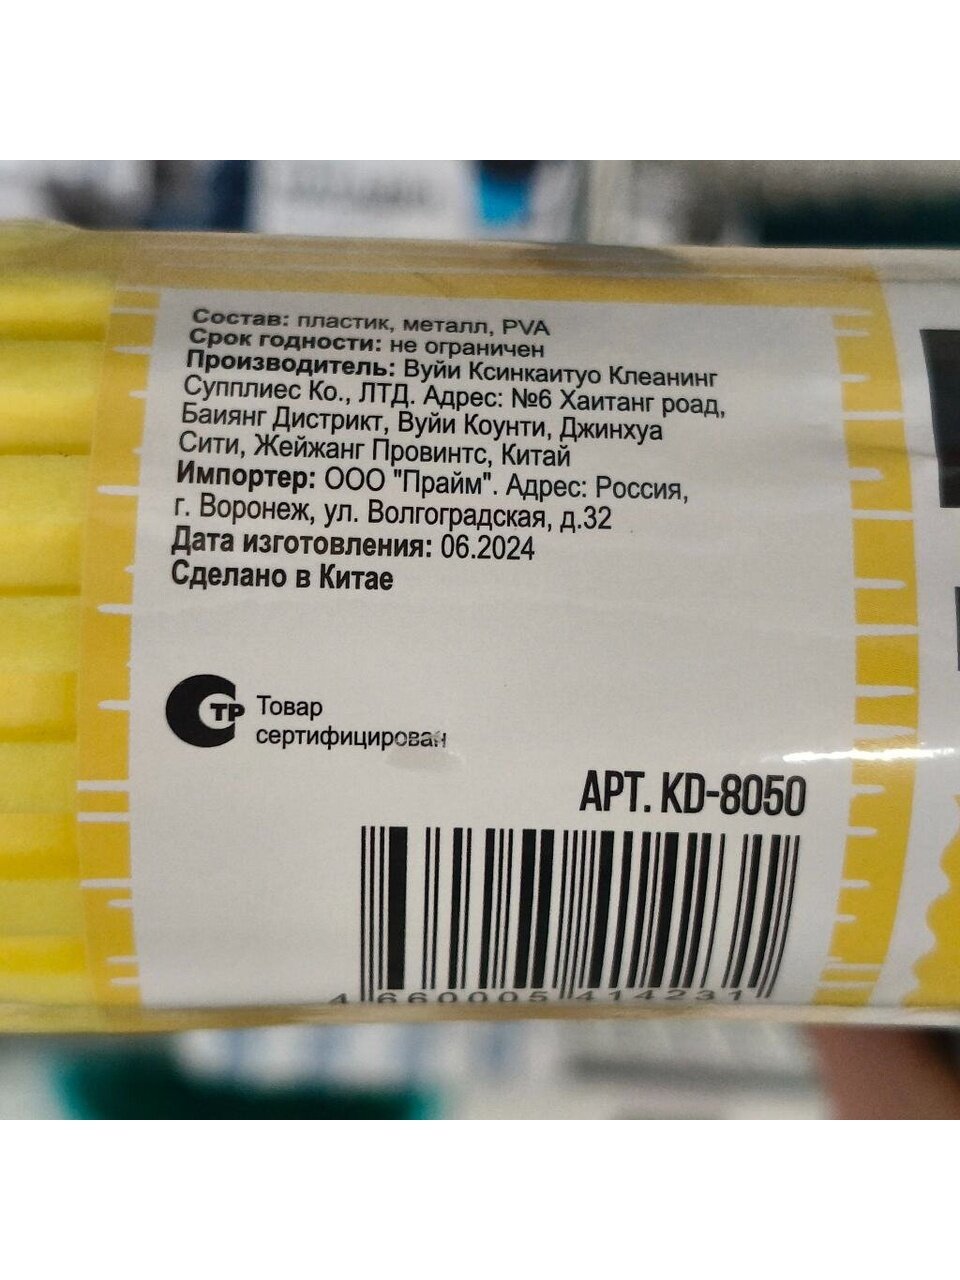 Состав: пластик, металл, PVA
Срок годности: не ограничен
Производитель: Вуйи Ксинкаитуо Клеанинг
Супплиес Ко., ЛТД. Адрес: №6 Хаитанг роад,
Баиянг Дистрикт, Вуйи Коунти, Джинхуа
Сити, Жейжанг Провинтс, Китай
Импортер: ООО "Прайм". Адрес: Россия,
г. Воронеж, ул. Волгоградская, д.32
Дата изготовления: 06.2024
Сделано в Китае
СТР
Товар
сертифицирован
АРТ. KD-8050
4 660005 414231